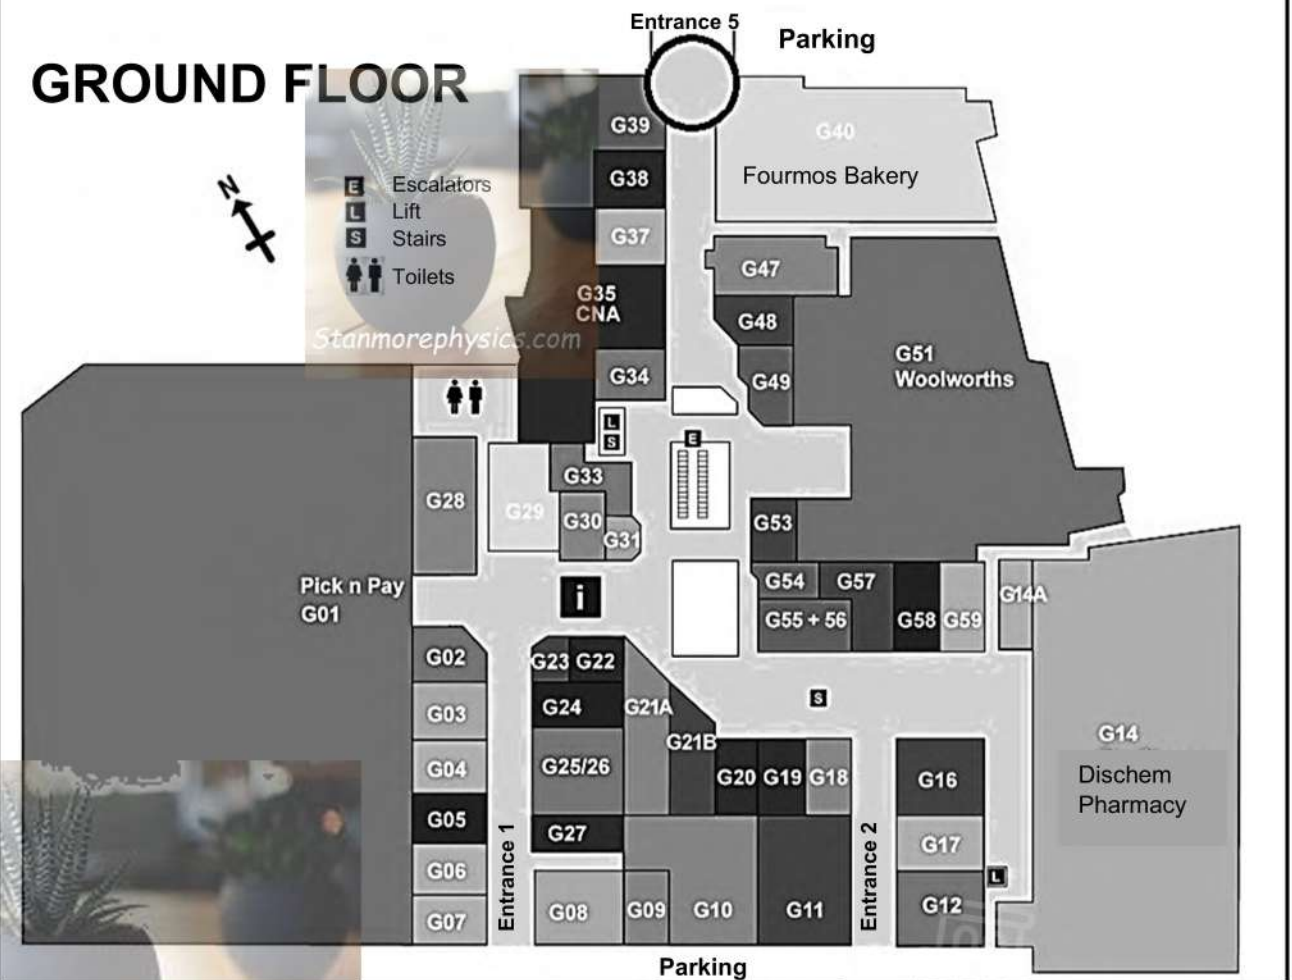 Entrance 5
Parking
GROUND FLOOR
N
E Escalators
L Lift
S Stairs
Toilets
Stanmorephysics.com
G39
G38
G37
G35
CNA
G34
G40
Fourmos Bakery
G47
G48
G49
G51
Woolworths
L
S
E
G28
G29
G33
G30
G31
G53
Pick n Pay
G01
i
G54
G57
G55 + 56
G58
G59
G14A
G02
G03
G04
G05
G06
G07
G23
G22
G24
G21A
G21B
G25/26
G27
S
G20
G19
G18
G16
G17
G12
L
G14
Dischem
Pharmacy
Entrance 1
G08
G09
G10
G11
Entrance 2
Parking